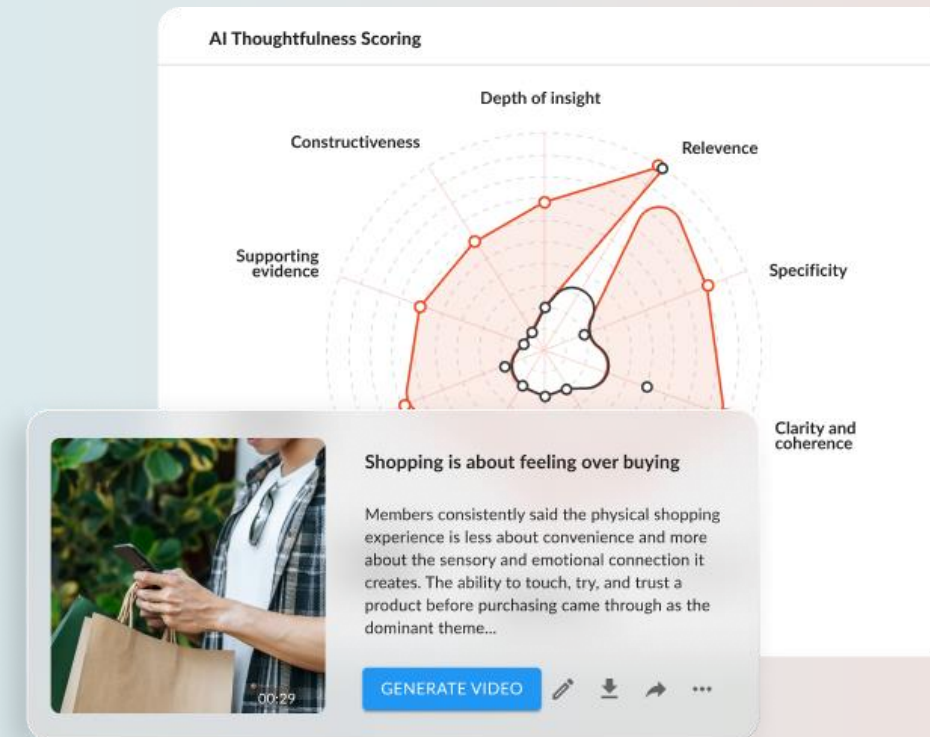 AI Thoughtfulness Scoring
Depth of insight
Constructiveness
Relevence
Supporting
evidence
Specificity
Clarity and
coherence
Shopping is about feeling over buying
Members consistently said the physical shopping
experience is less about convenience and more
about the sensory and emotional connection it
creates. The ability to touch, try, and trust a
product before purchasing came through as the
dominant theme...
GENERATE VIDEO
00:29